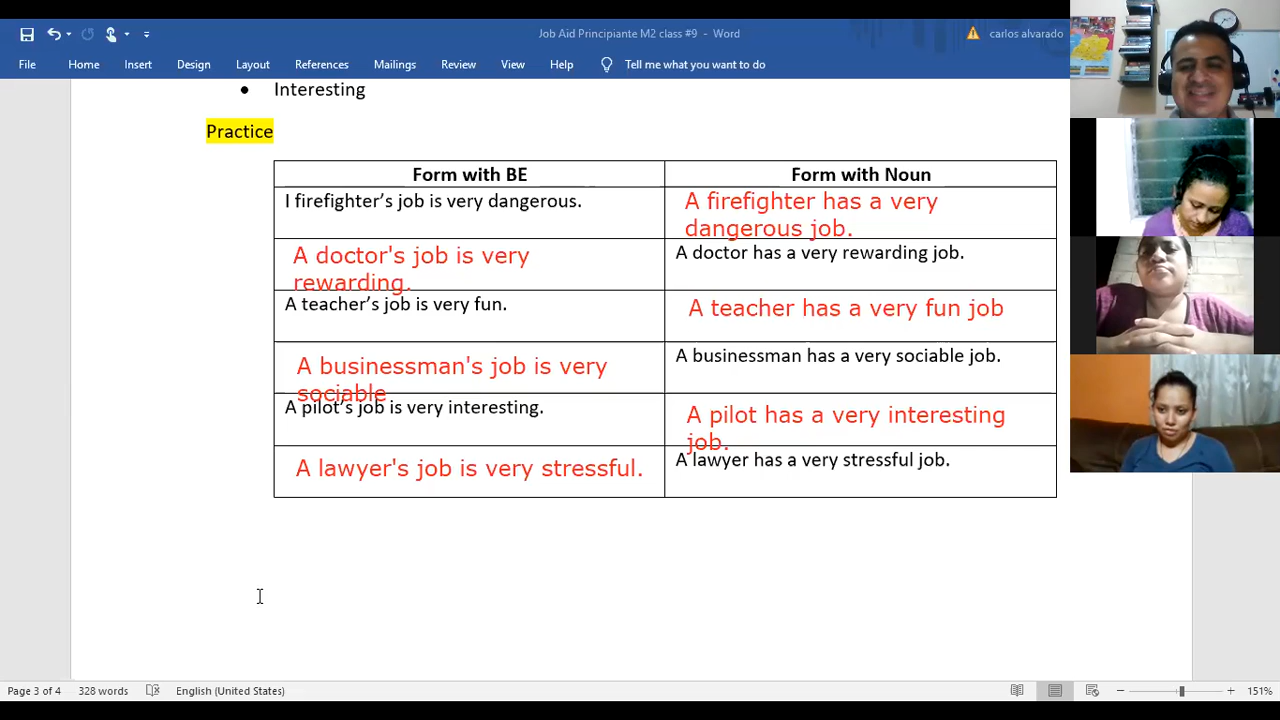 Job Aid Principiante M2 class #9 - Word
carlos alvarado
File Home Insert Design Layout References Mailings Review View Help Tell me what you want to do
• Interesting
Practice
Form with BE
Form with Noun
I firefighter’s job is very dangerous.
A firefighter has a very
dangerous job.
A doctor's job is very
rewarding.
A doctor has a very rewarding job.
A teacher’s job is very fun.
A teacher has a very fun job
A businessman's job is very
sociable
A businessman has a very sociable job.
A pilot’s job is very interesting.
A pilot has a very interesting
job.
A lawyer's job is very stressful.
A lawyer has a very stressful job.
Page 3 of 4 328 words English (United States) 151%